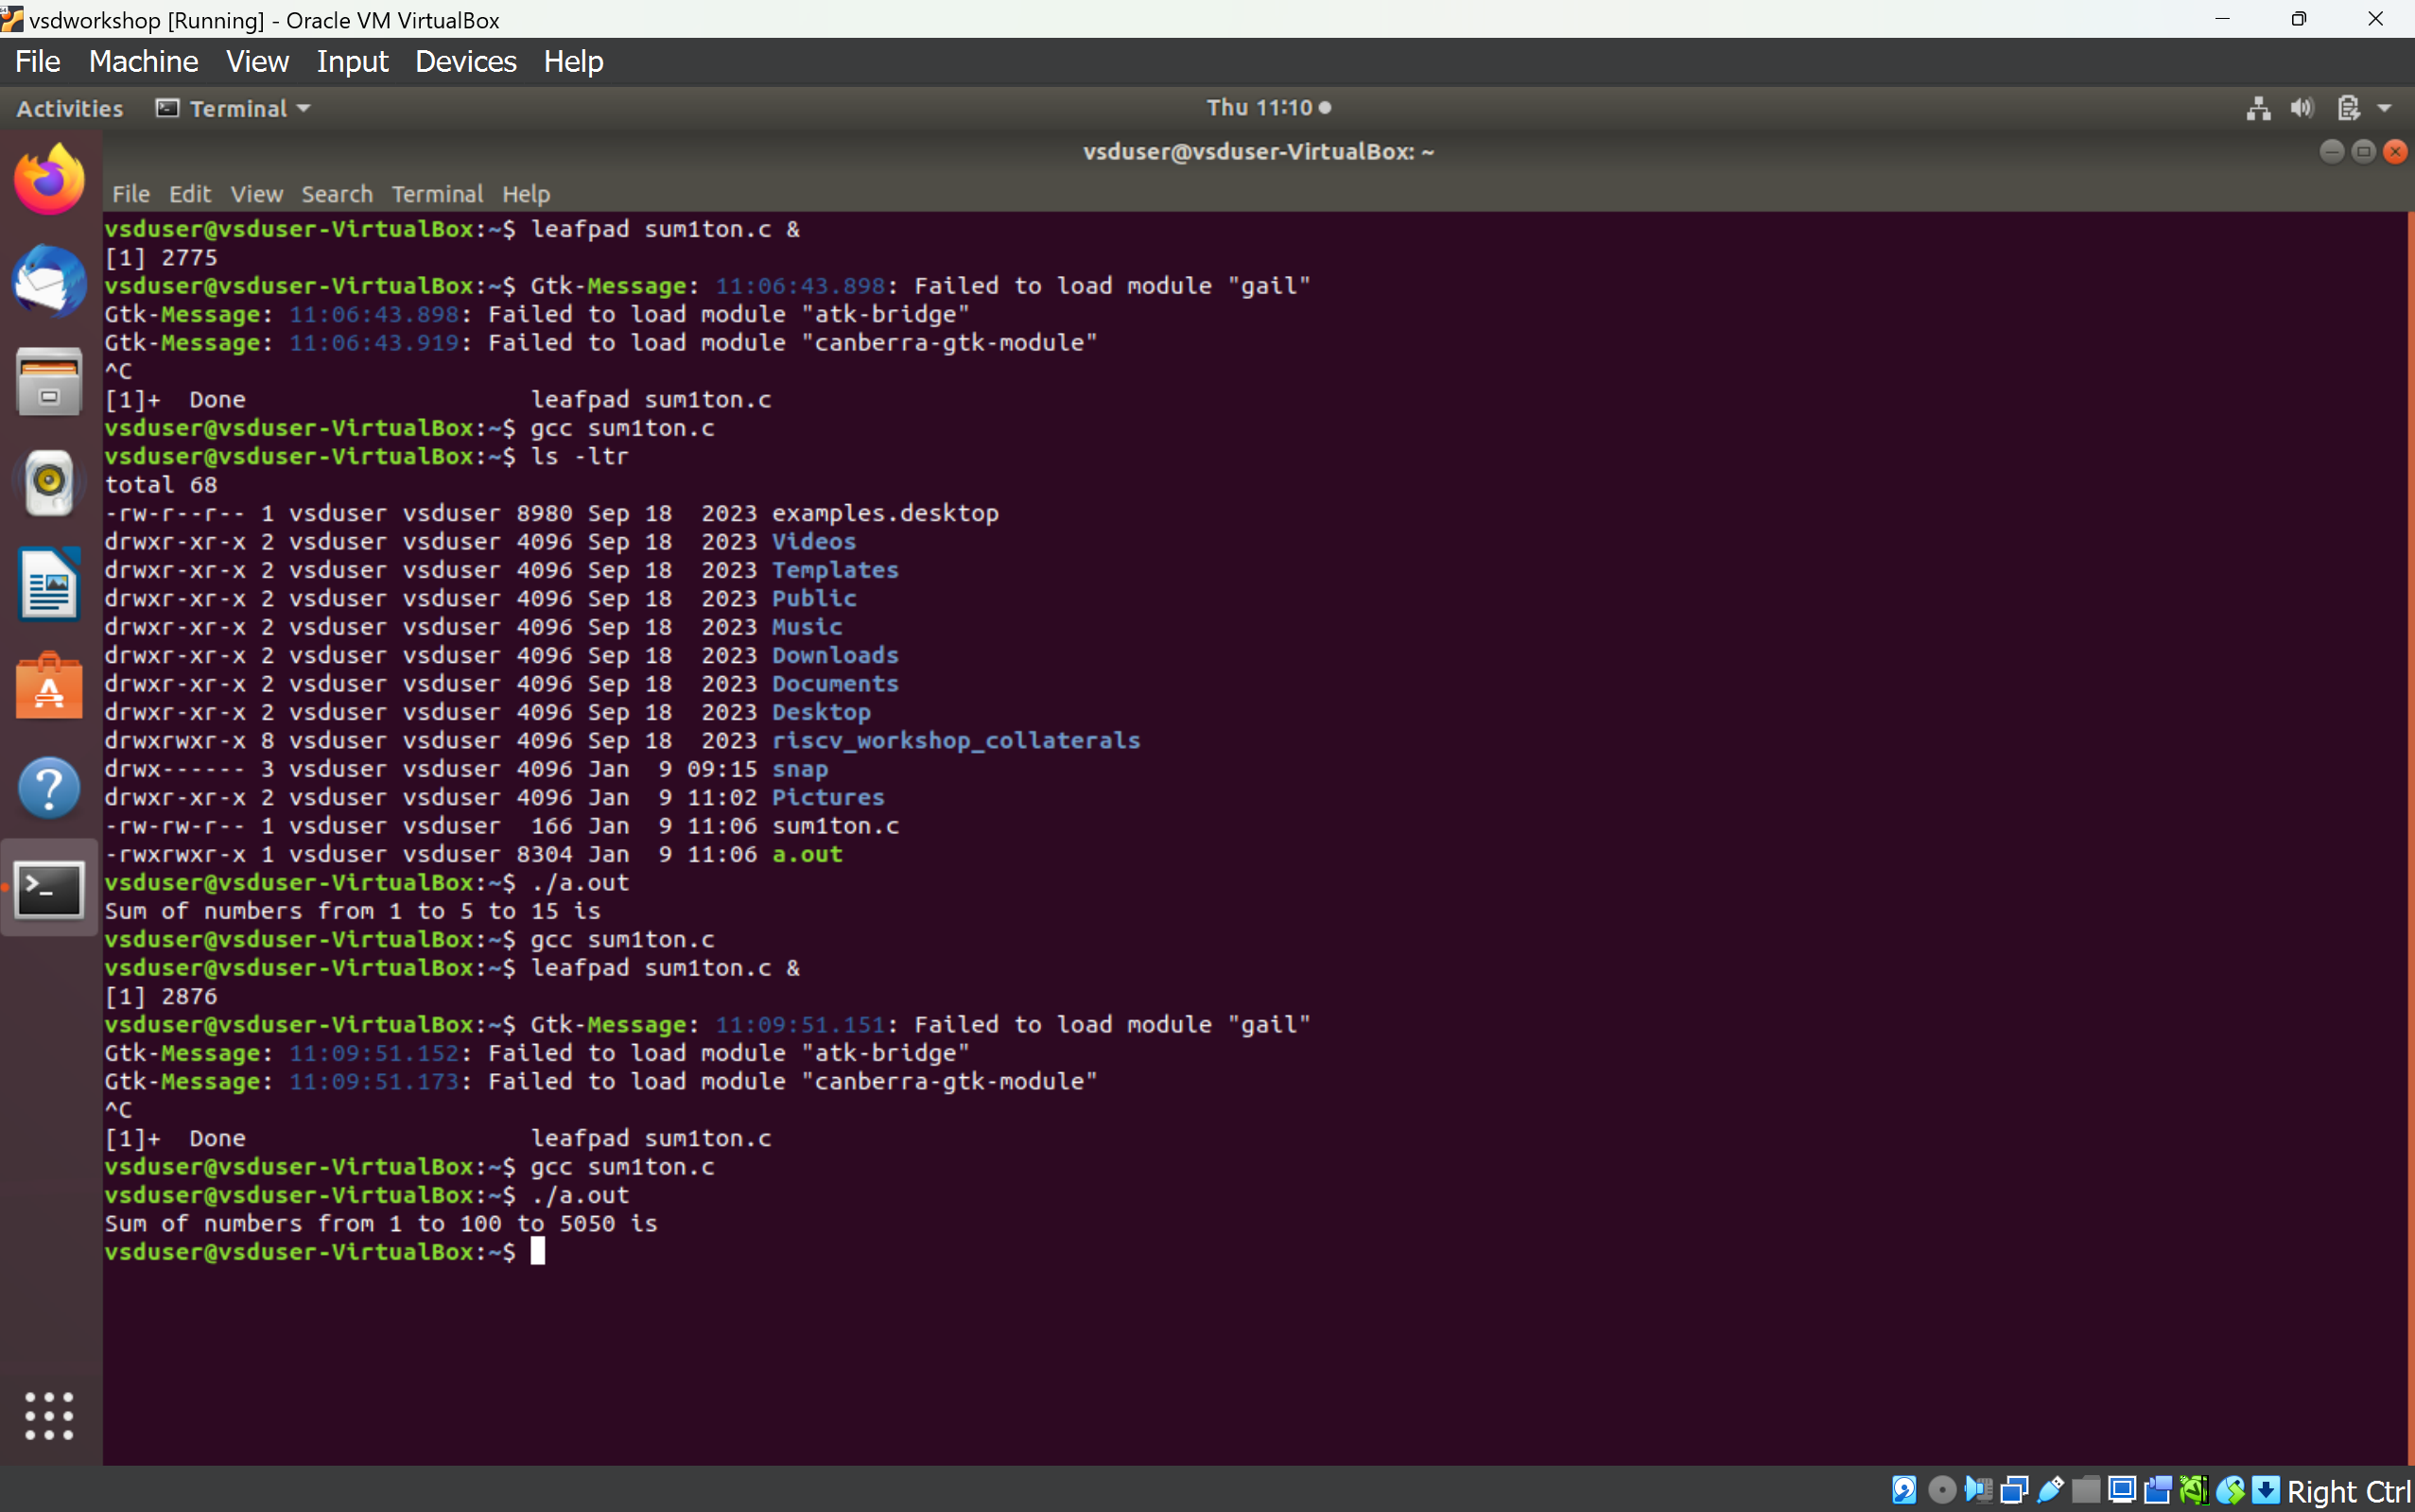 vsdworkshop [Running] - Oracle VM VirtualBox
File Machine View Input Devices Help
Activities Terminal Thu 11:10
vsduser@vsduser-VirtualBox: ~
File Edit View Search Terminal Help
vsduser@vsduser-VirtualBox:~$ leafpad sum1ton.c &
[1] 2775
vsduser@vsduser-VirtualBox:~$ Gtk-Message: 11:06:43.898: Failed to load module "gail"
Gtk-Message: 11:06:43.898: Failed to load module "atk-bridge"
Gtk-Message: 11:06:43.919: Failed to load module "canberra-gtk-module"
^C
[1]+  Done                    leafpad sum1ton.c
vsduser@vsduser-VirtualBox:~$ gcc sum1ton.c
vsduser@vsduser-VirtualBox:~$ ls -ltr
total 68
-rw-r--r-- 1 vsduser vsduser 8980 Sep 18  2023 examples.desktop
drwxr-xr-x 2 vsduser vsduser 4096 Sep 18  2023 Videos
drwxr-xr-x 2 vsduser vsduser 4096 Sep 18  2023 Templates
drwxr-xr-x 2 vsduser vsduser 4096 Sep 18  2023 Public
drwxr-xr-x 2 vsduser vsduser 4096 Sep 18  2023 Music
drwxr-xr-x 2 vsduser vsduser 4096 Sep 18  2023 Downloads
drwxr-xr-x 2 vsduser vsduser 4096 Sep 18  2023 Documents
drwxr-xr-x 2 vsduser vsduser 4096 Sep 18  2023 Desktop
drwxrwxr-x 8 vsduser vsduser 4096 Sep 18  2023 riscv_workshop_collaterals
drwx------ 3 vsduser vsduser 4096 Jan  9 09:15 snap
drwxr-xr-x 2 vsduser vsduser 4096 Jan  9 11:02 Pictures
-rw-rw-r-- 1 vsduser vsduser  166 Jan  9 11:06 sum1ton.c
-rwxrwxr-x 1 vsduser vsduser 8304 Jan  9 11:06 a.out
vsduser@vsduser-VirtualBox:~$ ./a.out
Sum of numbers from 1 to 5 to 15 is
vsduser@vsduser-VirtualBox:~$ gcc sum1ton.c
vsduser@vsduser-VirtualBox:~$ leafpad sum1ton.c &
[1] 2876
vsduser@vsduser-VirtualBox:~$ Gtk-Message: 11:09:51.151: Failed to load module "gail"
Gtk-Message: 11:09:51.152: Failed to load module "atk-bridge"
Gtk-Message: 11:09:51.173: Failed to load module "canberra-gtk-module"
^C
[1]+  Done                    leafpad sum1ton.c
vsduser@vsduser-VirtualBox:~$ gcc sum1ton.c
vsduser@vsduser-VirtualBox:~$ ./a.out
Sum of numbers from 1 to 100 to 5050 is
vsduser@vsduser-VirtualBox:~$
Right Ctrl